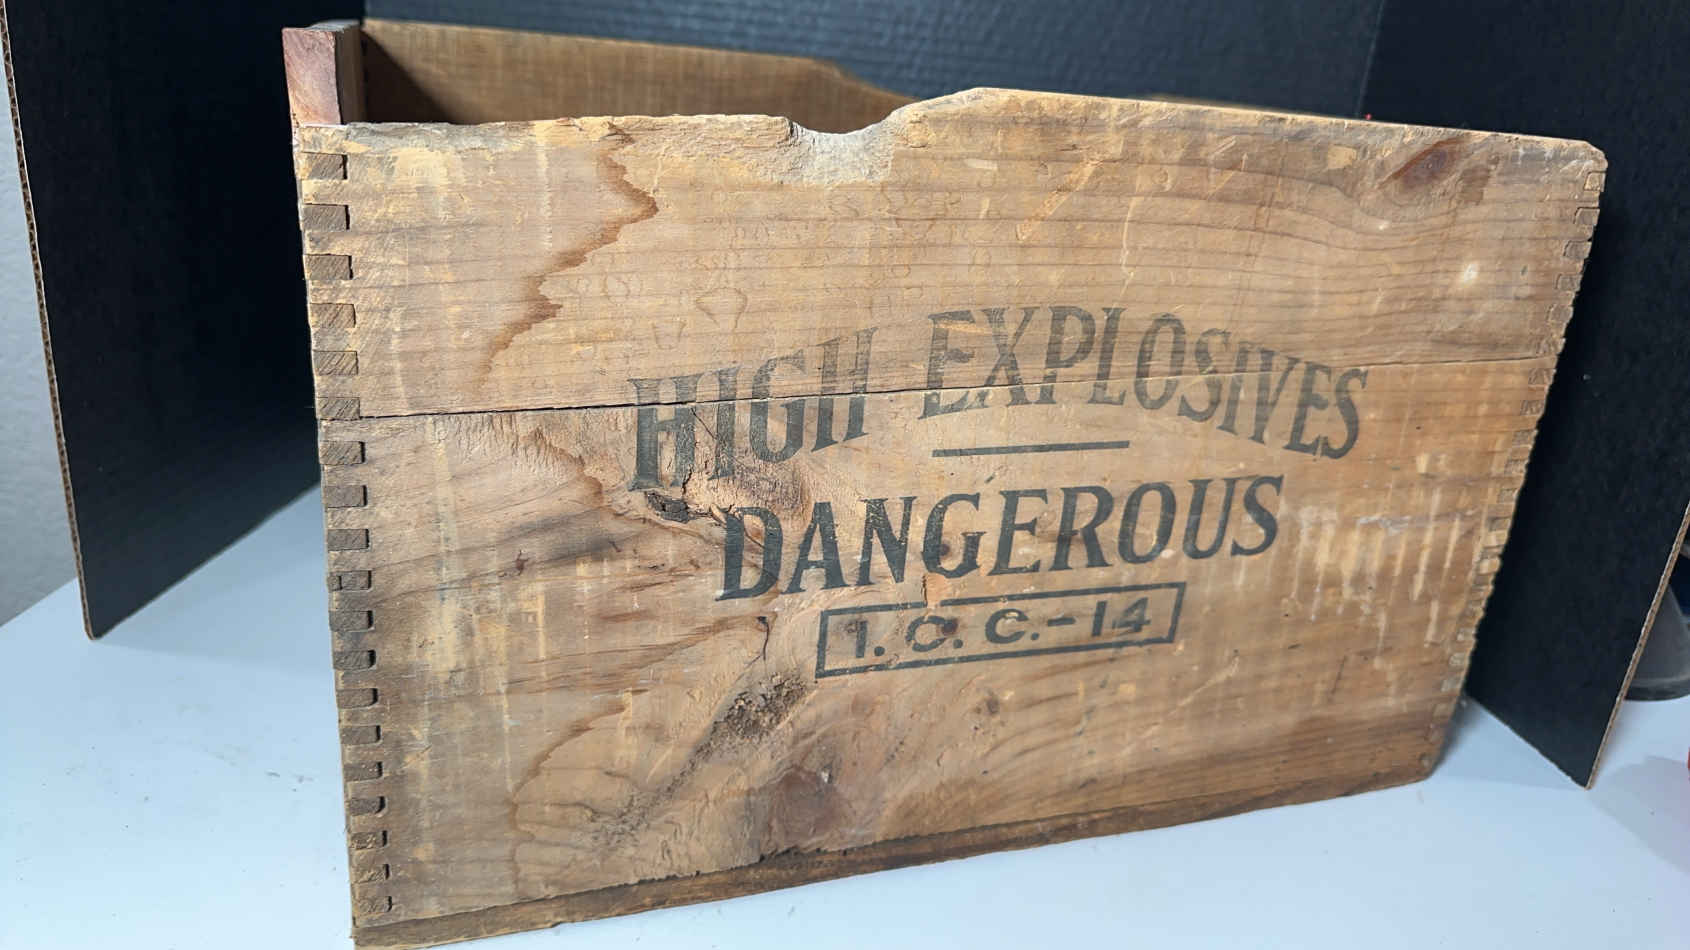 HIGH EXPLOSIVES
DANGEROUS
I. C. C.-14